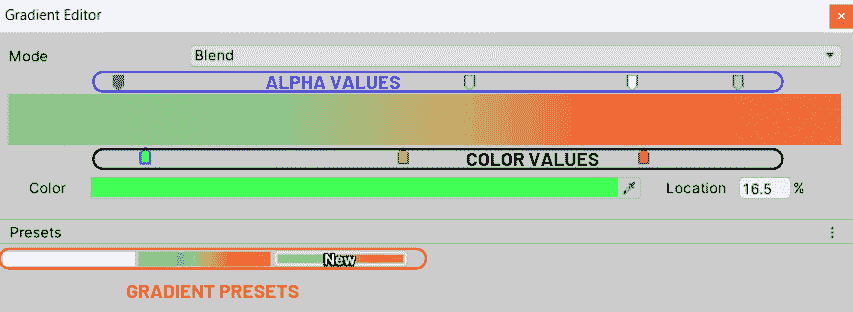 Gradient Editor
Mode
Blend
ALPHA VALUES
COLOR VALUES
Color
Location
16.5
%
Presets
New
GRADIENT PRESETS